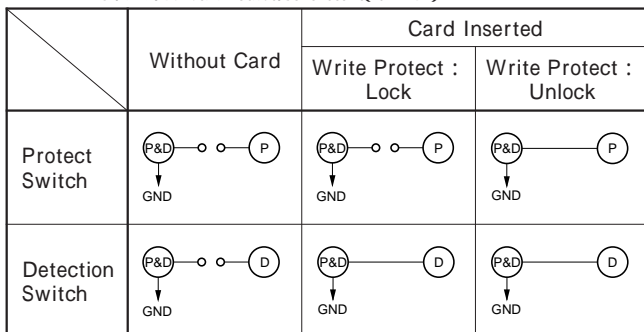 Card Inserted
Without Card
Write Protect :
Lock
Write Protect :
Unlock
Protect
Switch
P&D P
GND
P&D P
GND
P&D P
GND
Detection
Switch
P&D D
GND
P&D D
GND
P&D D
GND